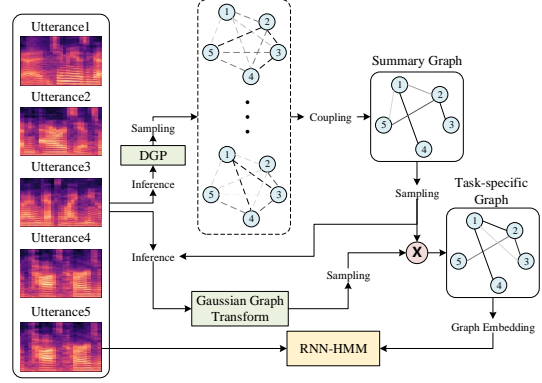 Utterance1
Utterance2
Utterance3
Utterance4
Utterance5
Sampling
DGP
Inference
1
2
5
3
4
1
2
5
3
4
Coupling
Summary Graph
1
2
5
3
4
Sampling
Task-specific
Graph
1
2
5
3
4
X
Inference
Sampling
Gaussian Graph
Transform
Graph Embedding
RNN-HMM